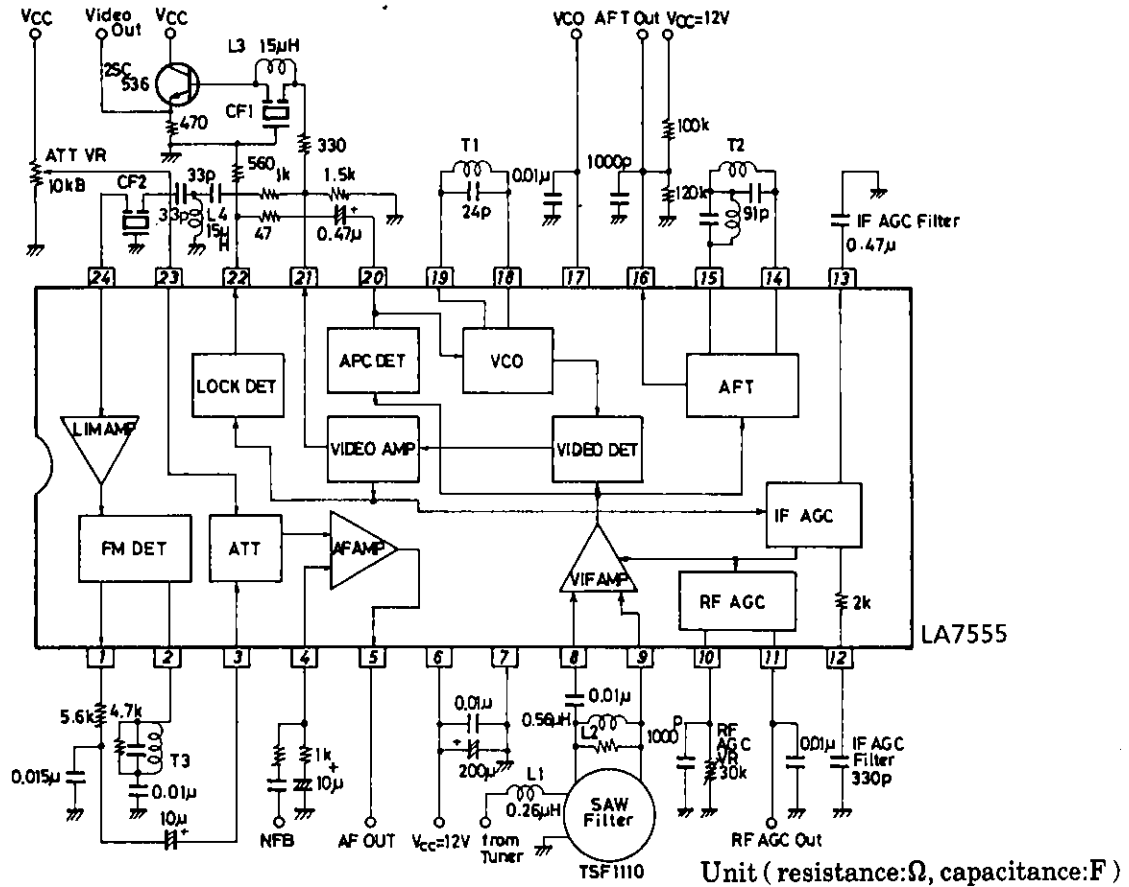 VCC
Video Out
VCC
L3
15μH
2SC 536
CF1
470
330
560
1k
1.5k
ATT VR
10kB
CF2
33p
33p
L4
15μH
47
0.47μ
T1
24p
VCO
AFT Out
VCC=12V
0.01μ
1000p
100k
120k
T2
91p
IF AGC Filter
0.47μ
24
23
22
21
20
19
18
17
16
15
14
13
LOCK DET
APC DET
VCO
AFT
LIM AMP
VIDEO AMP
VIDEO DET
IF AGC
FM DET
ATT
AF AMP
VIF AMP
RF AGC
2k
LA7555
1
2
3
4
5
6
7
8
9
10
11
12
5.6k
4.7k
T3
0.015μ
0.01μ
10μ
1k
10μ
0.01μ
200μ
0.01μ
0.56μH
L2
1000p
L1
0.26μH
SAW Filter
TSF1110
RF AGC VR
30k
0.01μ
IF AGC Filter
330p
NFB
AF OUT
VCC=12V
from Tuner
RF AGC Out
Unit ( resistance:Ω, capacitance:F )